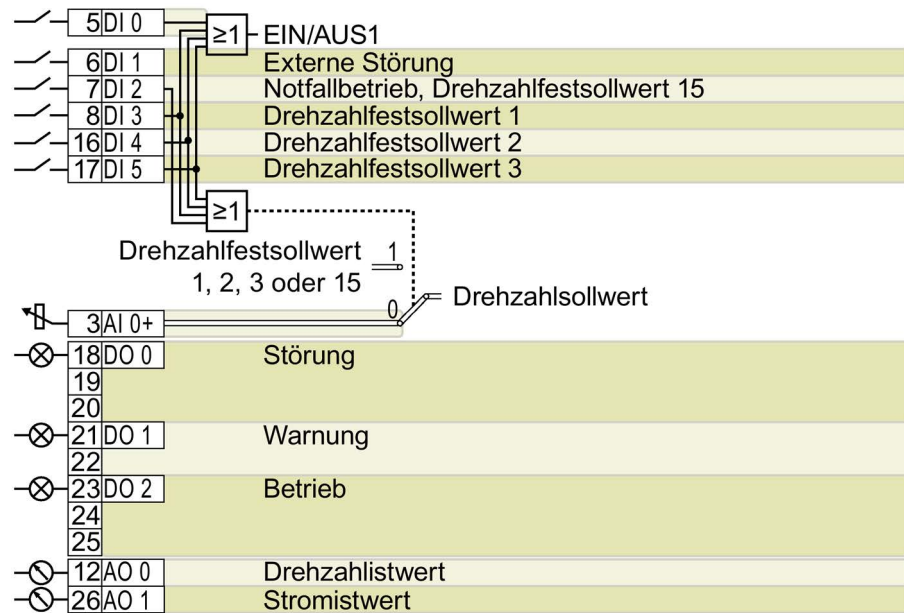 5 DI 0
≥1 EIN/AUS1
6 DI 1 Externe Störung
7 DI 2 Notfallbetrieb, Drehzahlfestsollwert 15
8 DI 3 Drehzahlfestsollwert 1
16 DI 4 Drehzahlfestsollwert 2
17 DI 5 Drehzahlfestsollwert 3
≥1
Drehzahlfestsollwert 1
1, 2, 3 oder 15
0 Drehzahlsollwert
3 AI 0+
18 DO 0 Störung
19
20
21 DO 1 Warnung
22
23 DO 2 Betrieb
24
25
12 AO 0 Drehzahlistwert
26 AO 1 Stromistwert